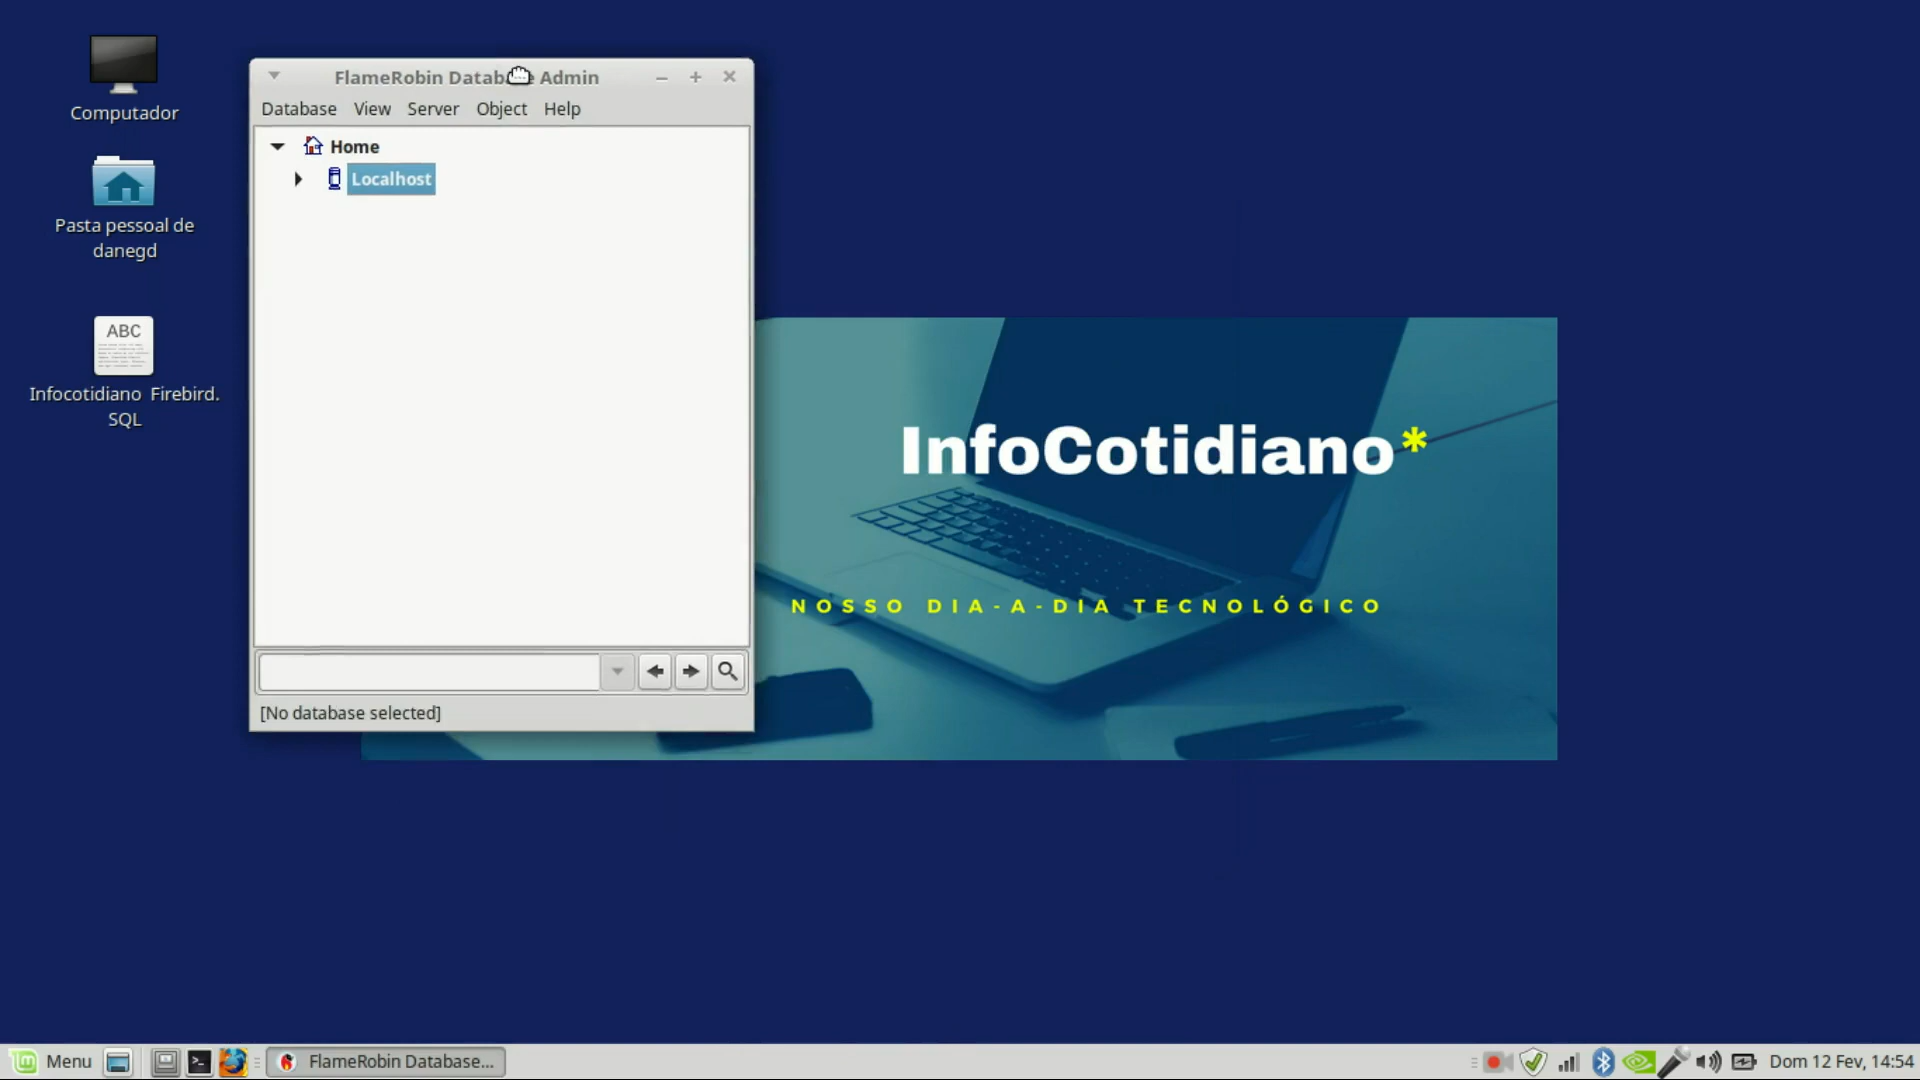 Computador
Pasta pessoal de
danegd
ABC
Infocotidiano Firebird.
SQL
FlameRobin Database Admin
Database View Server Object Help
Home
Localhost
[No database selected]
InfoCotidiano*
NOSSO DIA-A-DIA TECNOLÓGICO
Menu
FlameRobin Database...
Dom 12 Fev, 14:54